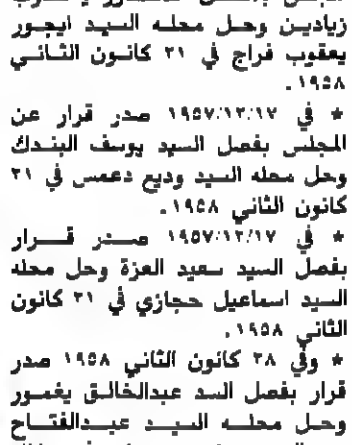 زيادين وحل محله السيد ايجور
يعقوب فراج في ٢١ كانون الثاني
١٩٥٨.
* في ١٩٥٧/١٢/١٧ صدر قرار عن
المجلس بفصل السيد يوسف البندك
وحل محله السيد وديع دعمس في ٢١
كانون الثاني ١٩٥٨.
* في ١٩٥٧/١٢/١٧ صدر قرار
بفصل السيد سعيد العزة وحل محله
السيد اسماعيل حجازي في ٢١ كانون
الثاني ١٩٥٨.
* وفي ٢٨ كانون الثاني ١٩٥٨ صدر
قرار بفصل السد عبدالخالق يغمور
وحل محله السيد عبدالفتاح